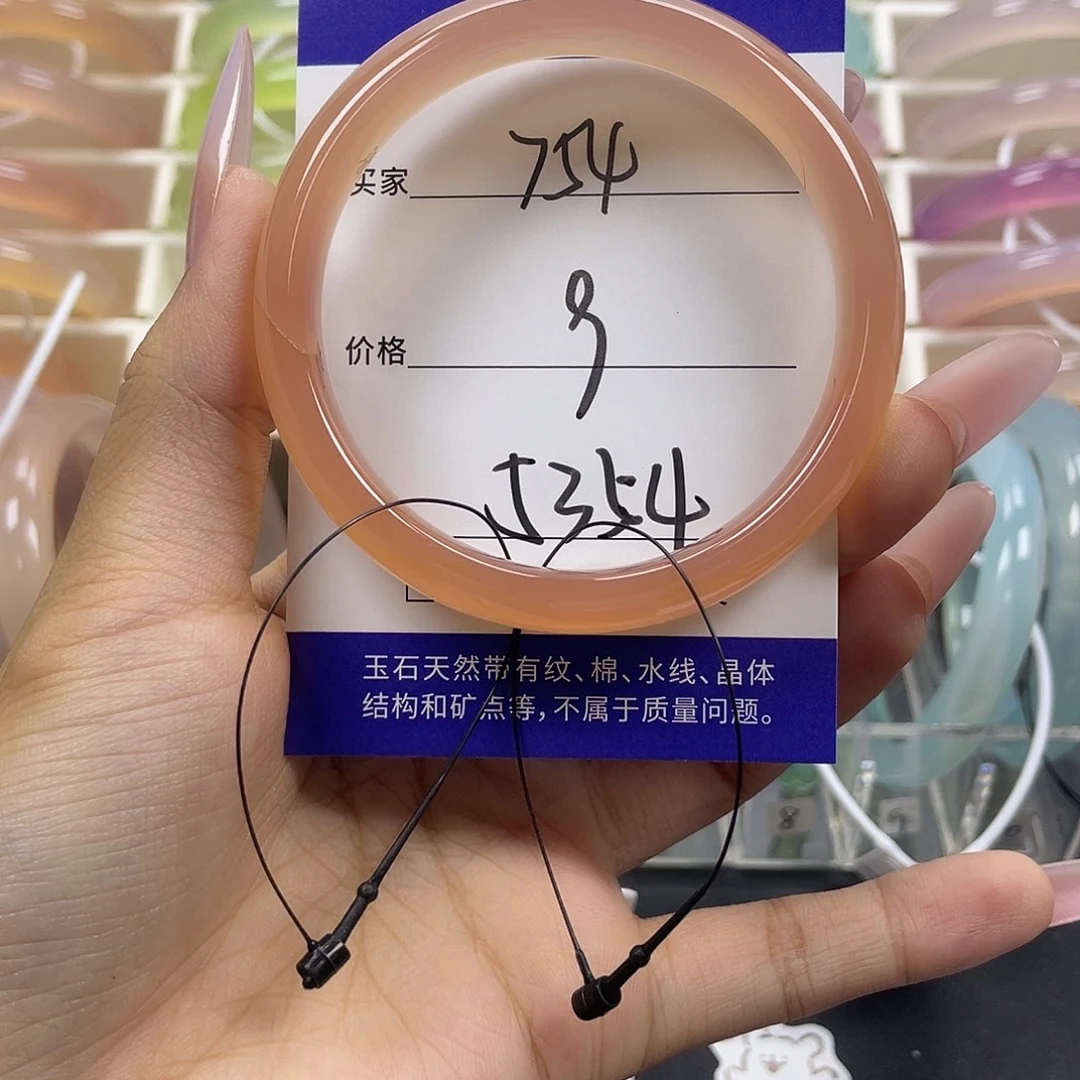 买家 754
价格 9
5354
玉石天然带有纹、棉、水线、晶体
结构和矿点等，不属于质量问题。